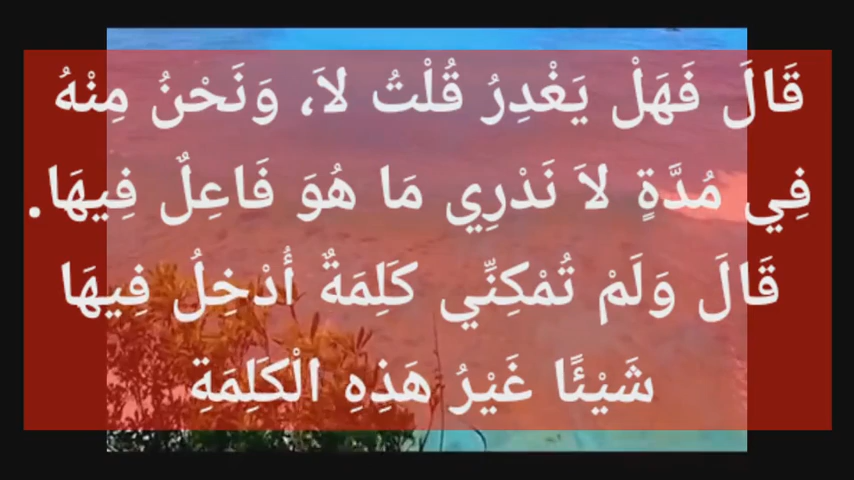 قَالَ فَهَلْ يَغْدِرُ قُلْتُ لاَ، وَنَحْنُ مِنْهُ
فِي مُدَّةٍ لاَ نَدْرِي مَا هُوَ فَاعِلٌ فِيهَا.
قَالَ وَلَمْ تُمْكِنِّي كَلِمَةٌ أُدْخِلُ فِيهَا
شَيْئًا غَيْرُ هَذِهِ الْكَلِمَةِ